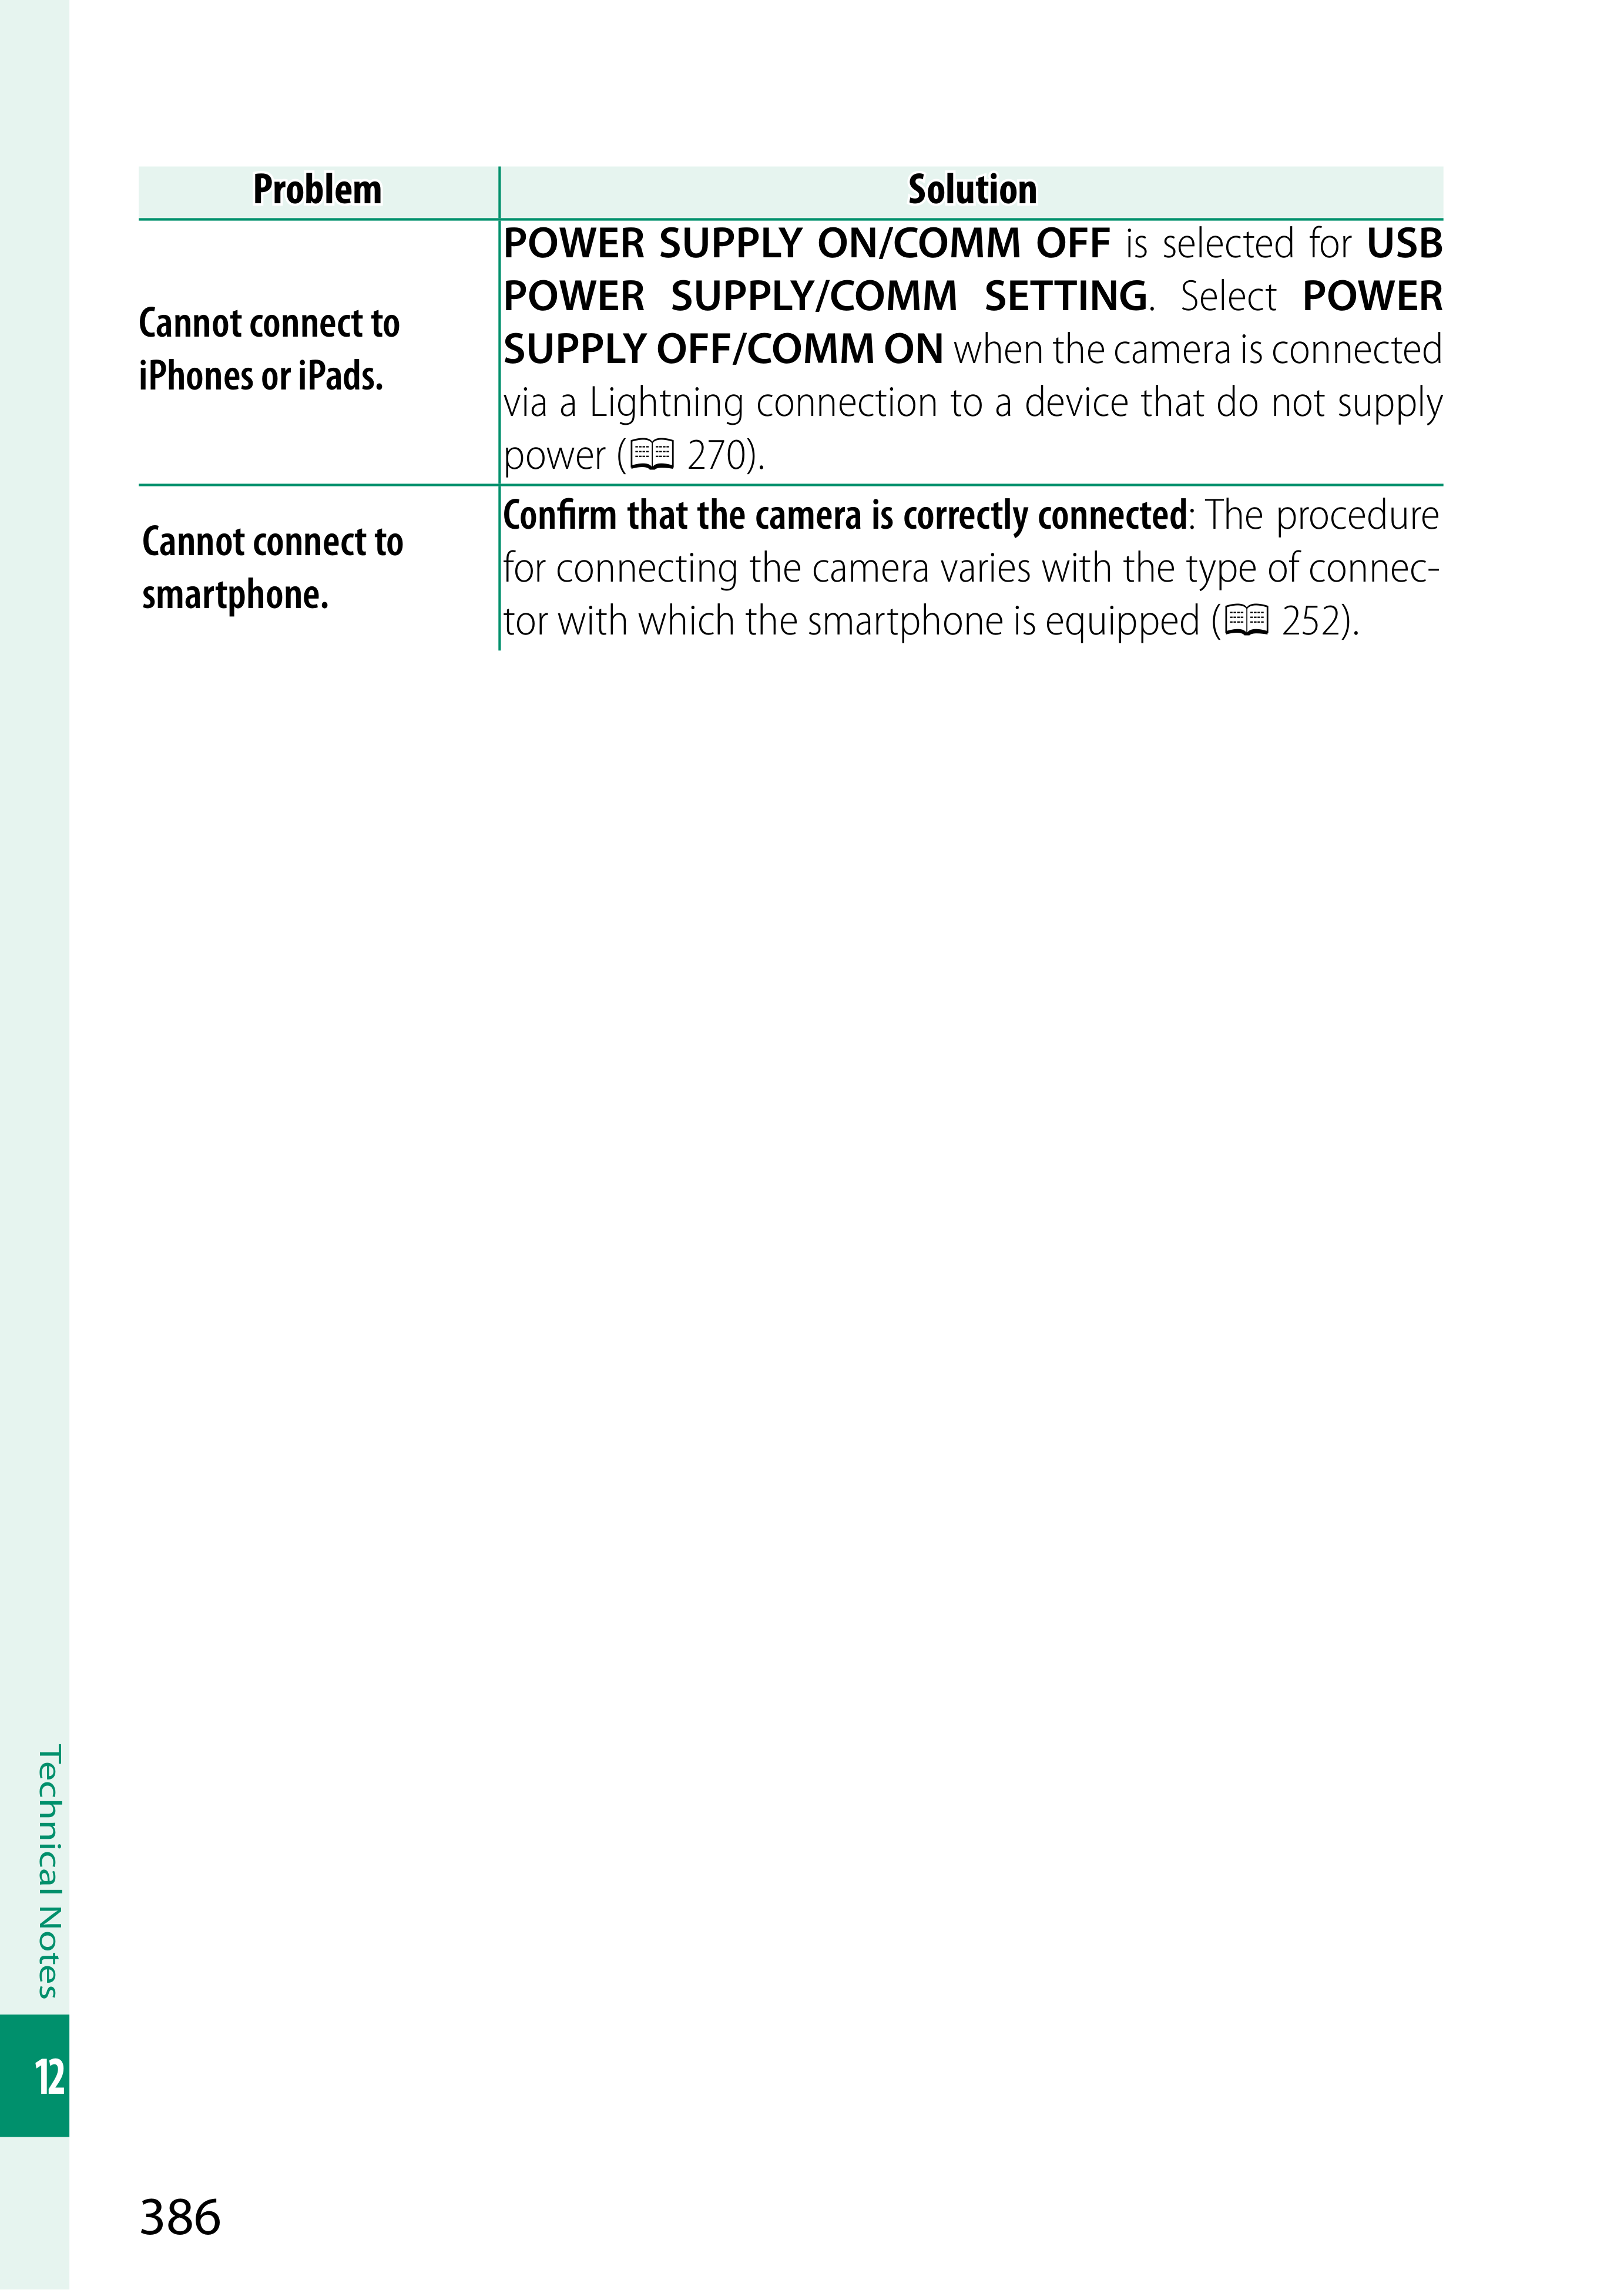 Problem Solution
Cannot connect to
iPhones or iPads.
POWER SUPPLY ON/COMM OFF is selected for USB
POWER SUPPLY/COMM SETTING. Select POWER
SUPPLY OFF/COMM ON when the camera is connected
via a Lightning connection to a device that do not supply
power (📖 270).
Cannot connect to
smartphone.
Confirm that the camera is correctly connected: The procedure
for connecting the camera varies with the type of connec-
tor with which the smartphone is equipped (📖 252).
Technical Notes
12
386